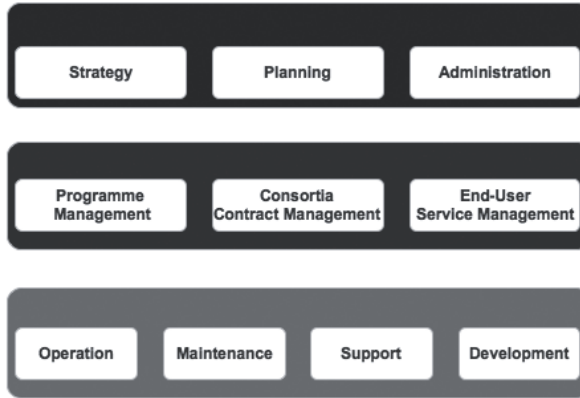 Strategy Planning Administration
Programme Management
Consortia Contract Management
End-User Service Management
Operation Maintenance Support Development